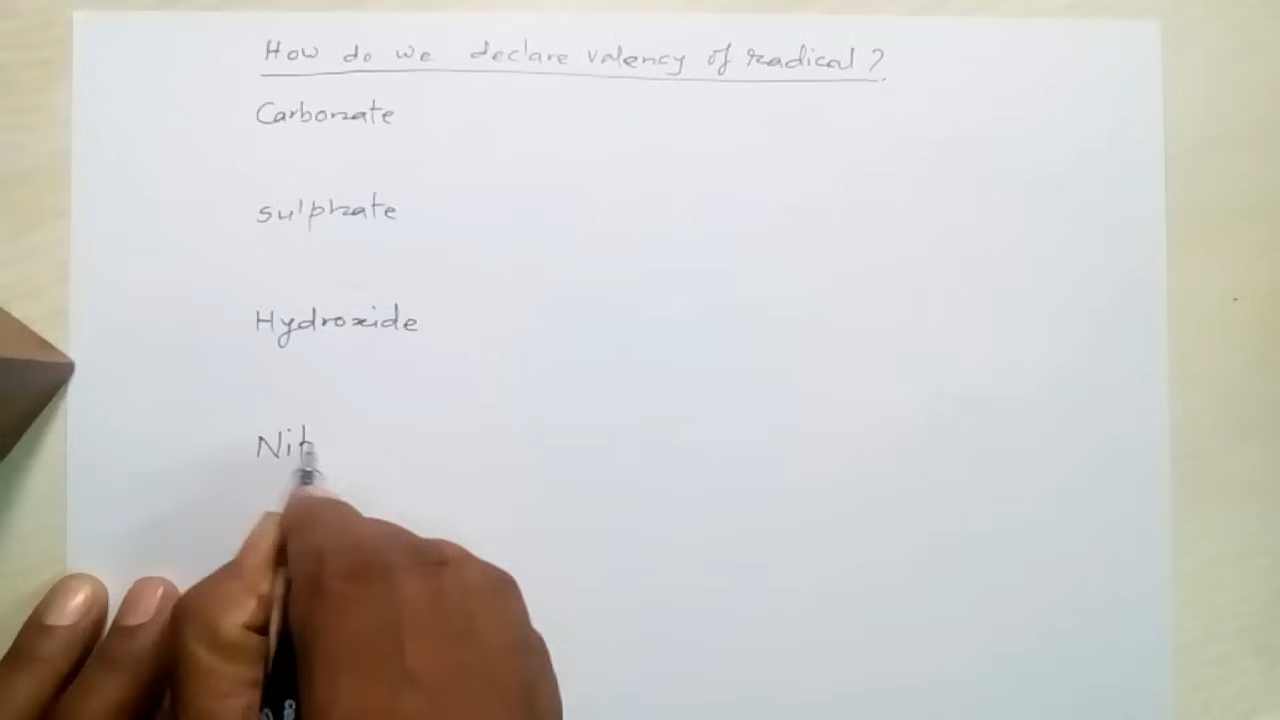 How do we declare valency of radical?
Carbonate
Sulphate
Hydroxide
Nit